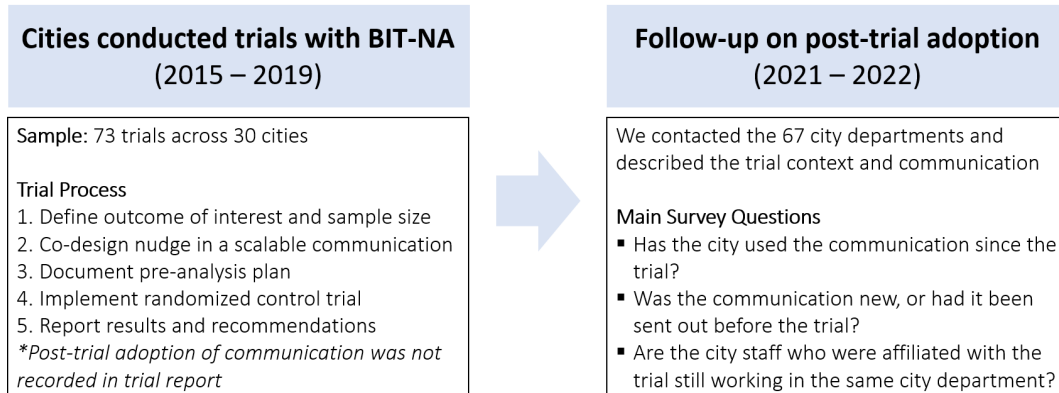 Cities conducted trials with BIT-NA
(2015 – 2019)
Sample: 73 trials across 30 cities
Trial Process
1. Define outcome of interest and sample size
2. Co-design nudge in a scalable communication
3. Document pre-analysis plan
4. Implement randomized control trial
5. Report results and recommendations
*Post-trial adoption of communication was not
recorded in trial report
Follow-up on post-trial adoption
(2021 – 2022)
We contacted the 67 city departments and
described the trial context and communication
Main Survey Questions
▪ Has the city used the communication since the
trial?
▪ Was the communication new, or had it been
sent out before the trial?
▪ Are the city staff who were affiliated with the
trial still working in the same city department?